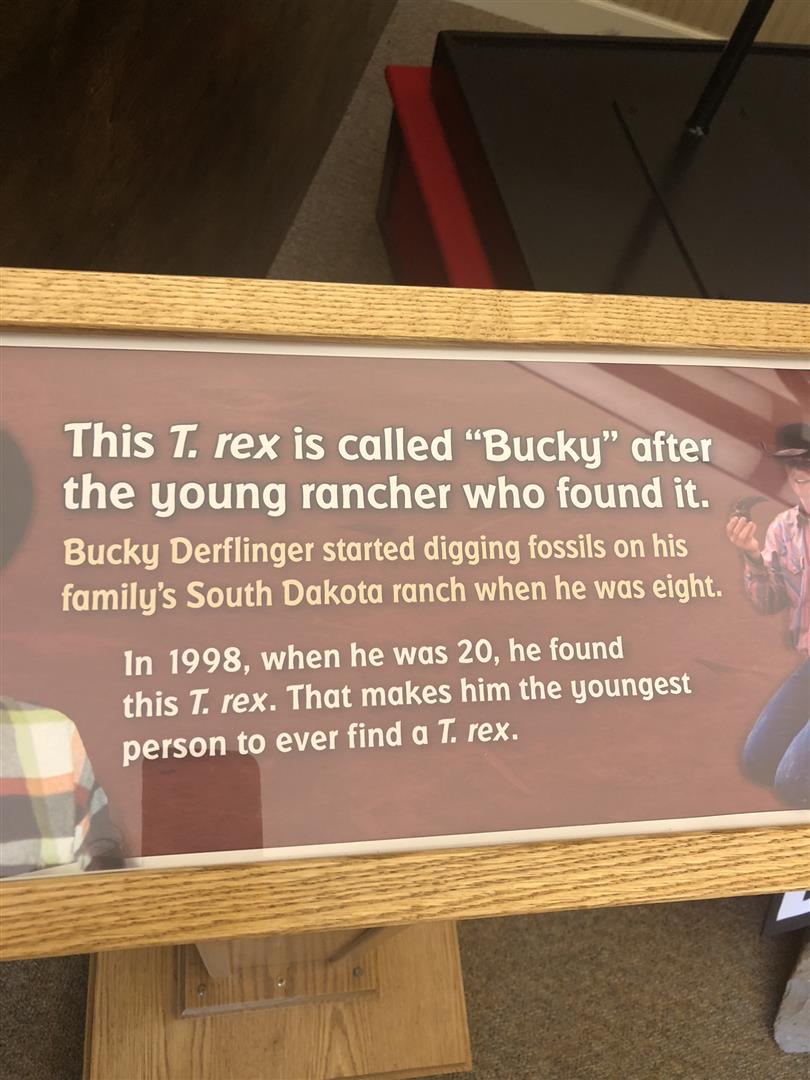 This T. rex is called “Bucky” after
the young rancher who found it.
Bucky Derflinger started digging fossils on his
family's South Dakota ranch when he was eight.
In 1998, when he was 20, he found
this T. rex. That makes him the youngest
person to ever find a T. rex.